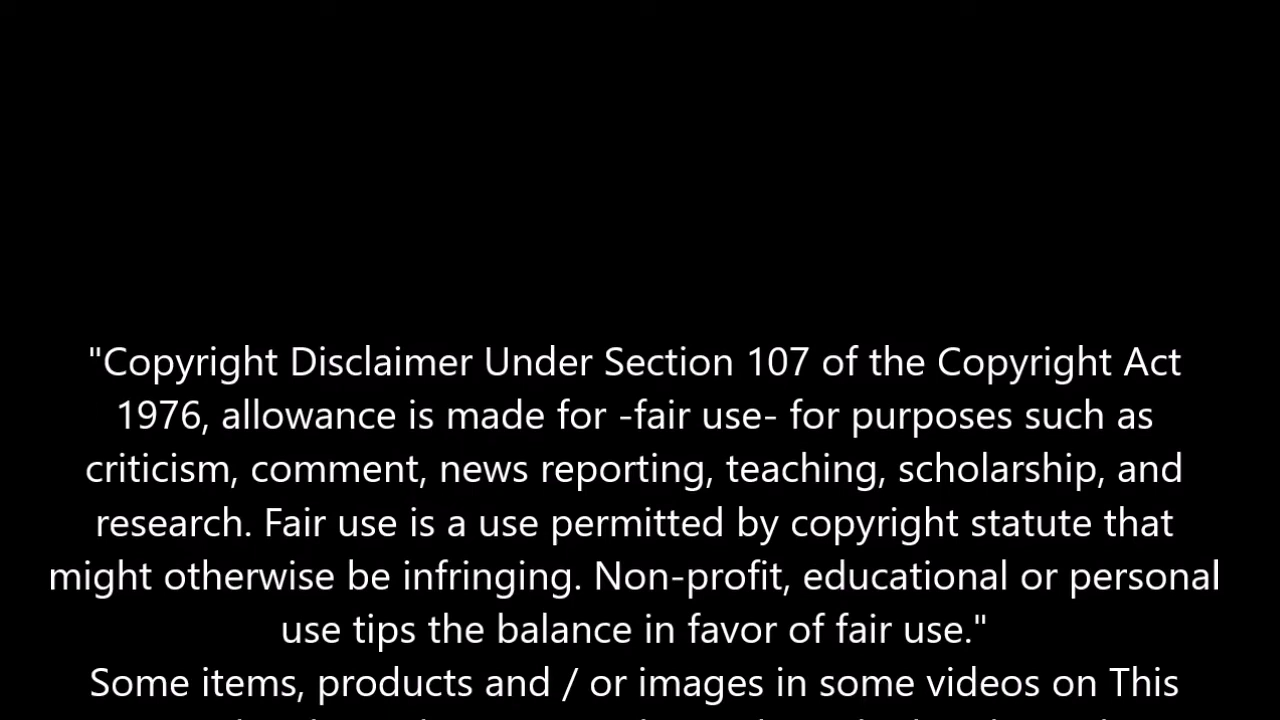 "Copyright Disclaimer Under Section 107 of the Copyright Act
1976, allowance is made for -fair use- for purposes such as
criticism, comment, news reporting, teaching, scholarship, and
research. Fair use is a use permitted by copyright statute that
might otherwise be infringing. Non-profit, educational or personal
use tips the balance in favor of fair use."
Some items, products and / or images in some videos on This